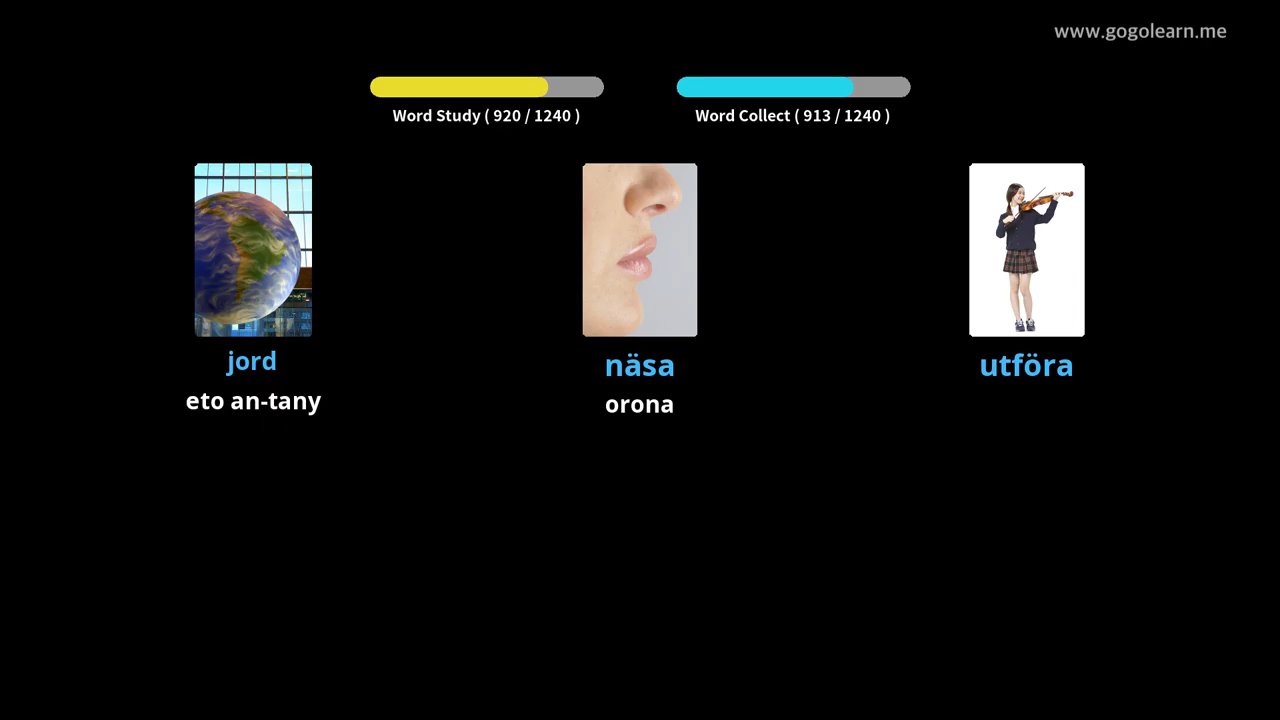 www.gogolearn.me
Word Study ( 920 / 1240 )
Word Collect ( 913 / 1240 )
jord
eto an-tany
näsa
orona
utföra